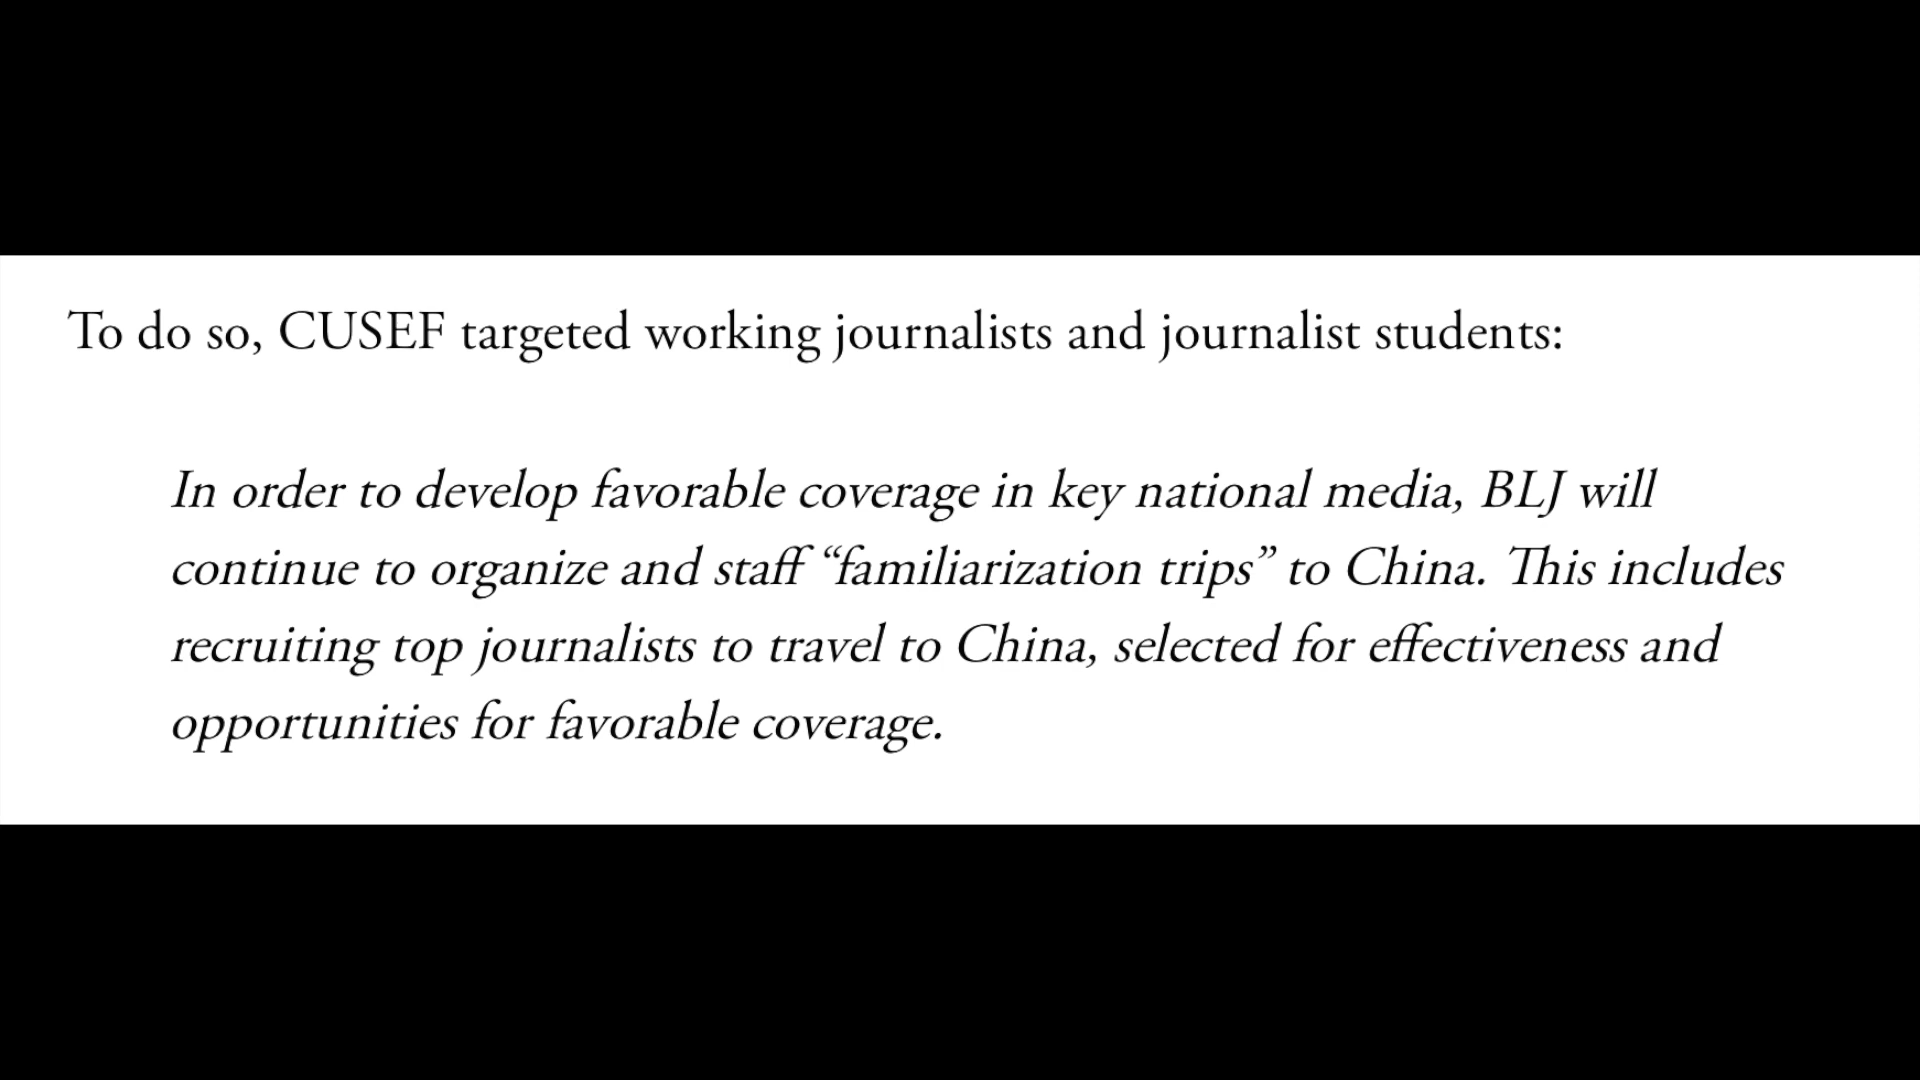 To do so, CUSEF targeted working journalists and journalist students:
In order to develop favorable coverage in key national media, BLJ will
continue to organize and staff “familiarization trips” to China. This includes
recruiting top journalists to travel to China, selected for effectiveness and
opportunities for favorable coverage.